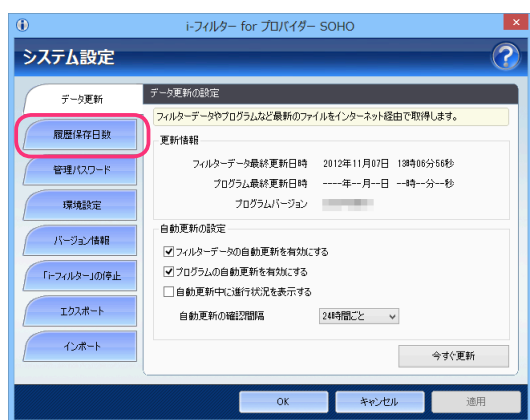 i-フィルター for プロバイダー SOHO
システム設定
データ更新
履歴保存日数
管理パスワード
環境設定
バージョン情報
「i-フィルター」の停止
エクスポート
インポート
データ更新の設定
フィルターデータやプログラムなど最新のファイルをインターネット経由で取得します。
更新情報
フィルターデータ最終更新日時 2012年11月07日 13時06分56秒
プログラム最終更新日時 ----年--月--日 --時--分--秒
プログラムバージョン
自動更新の設定
フィルターデータの自動更新を有効にする
プログラムの自動更新を有効にする
自動更新中に進行状況を表示する
自動更新の確認間隔 24時間ごと
今すぐ更新
OK キャンセル 適用